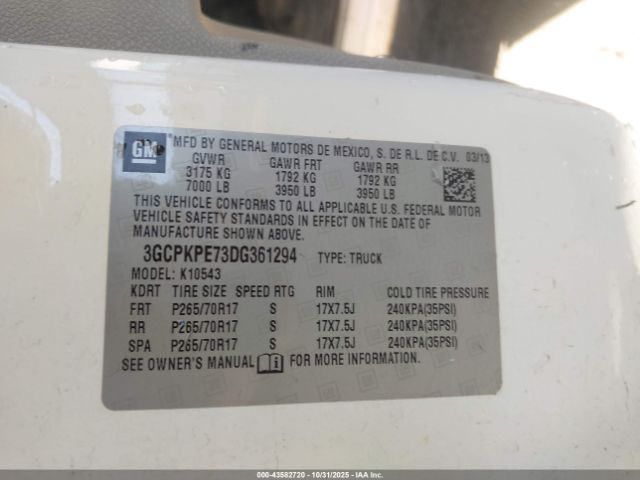 GM ®MFD BY GENERAL MOTORS DE MEXICO, S. DE R.L. DE C.V. 03/13
GVWR GAWR FRT GAWR RR
3175 KG 1792 KG 1792 KG
7000 LB 3950 LB 3950 LB
THIS VEHICLE CONFORMS TO ALL APPLICABLE U.S. FEDERAL MOTOR
VEHICLE SAFETY STANDARDS IN EFFECT ON THE DATE OF
MANUFACTURE SHOWN ABOVE.
3GCPKPE73DG361294 TYPE: TRUCK
MODEL: K10543
KDRT TIRE SIZE SPEED RTG RIM COLD TIRE PRESSURE
FRT P265/70R17 S 17X7.5J 240KPA(35PSI)
RR P265/70R17 S 17X7.5J 240KPA(35PSI)
SPA P265/70R17 S 17X7.5J 240KPA(35PSI)
SEE OWNER'S MANUAL FOR MORE INFORMATION.
000-43582720 - 10/31/2025 - COPYRIGHT © 2025 IAA, LLC.